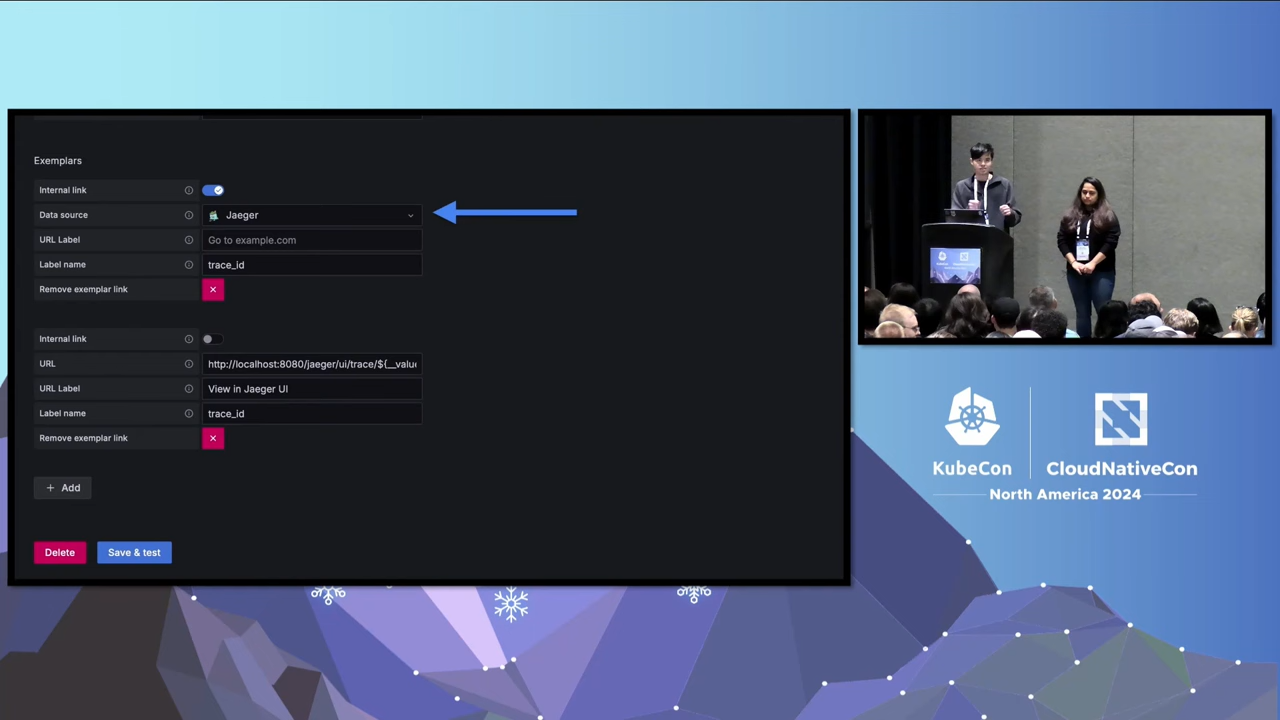 Exemplars
Internal link
Data source Jaeger
URL Label Go to example.com
Label name trace_id
Remove exemplar link
Internal link
URL http://localhost:8080/jaeger/ui/trace/${__value
URL Label View in Jaeger UI
Label name trace_id
Remove exemplar link
+ Add
Delete Save & test
KubeCon CloudNativeCon
North America 2024